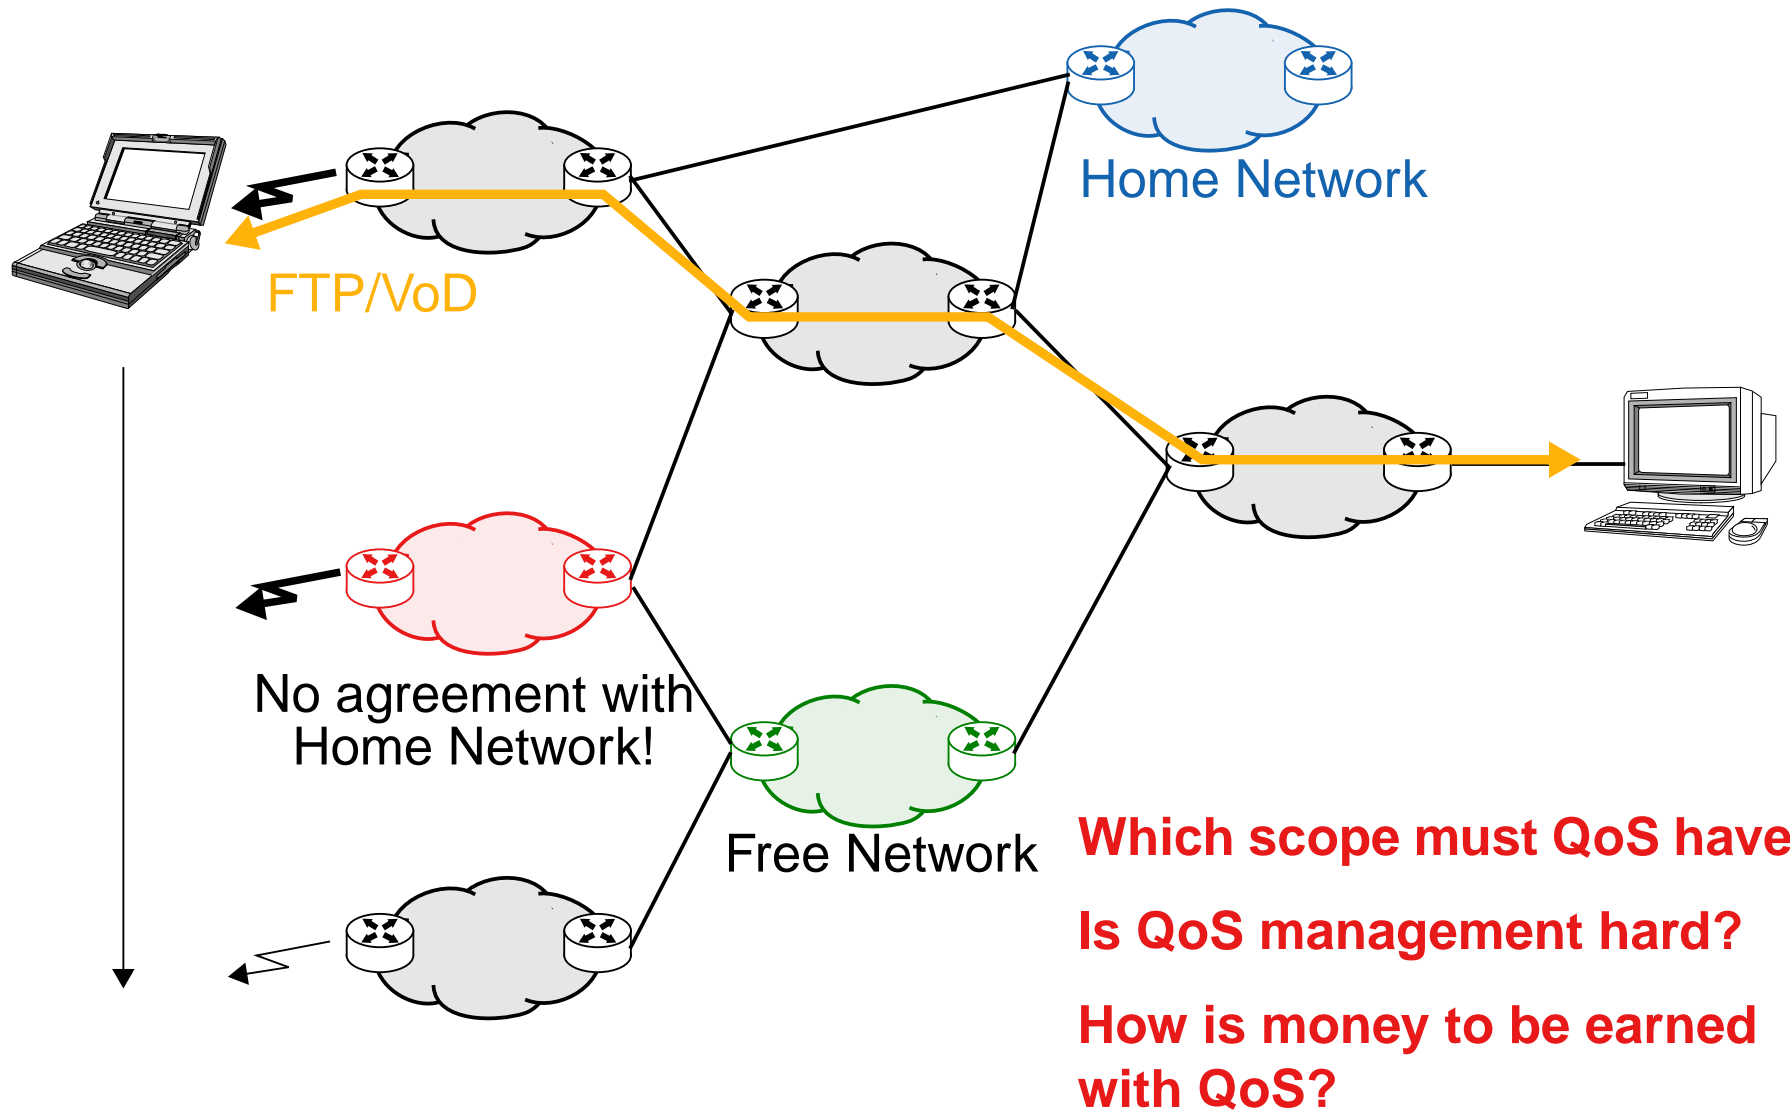 Home Network
FTP/VoD
No agreement with
Home Network!
Free Network
Which scope must QoS have
Is QoS management hard?
How is money to be earned
with QoS?